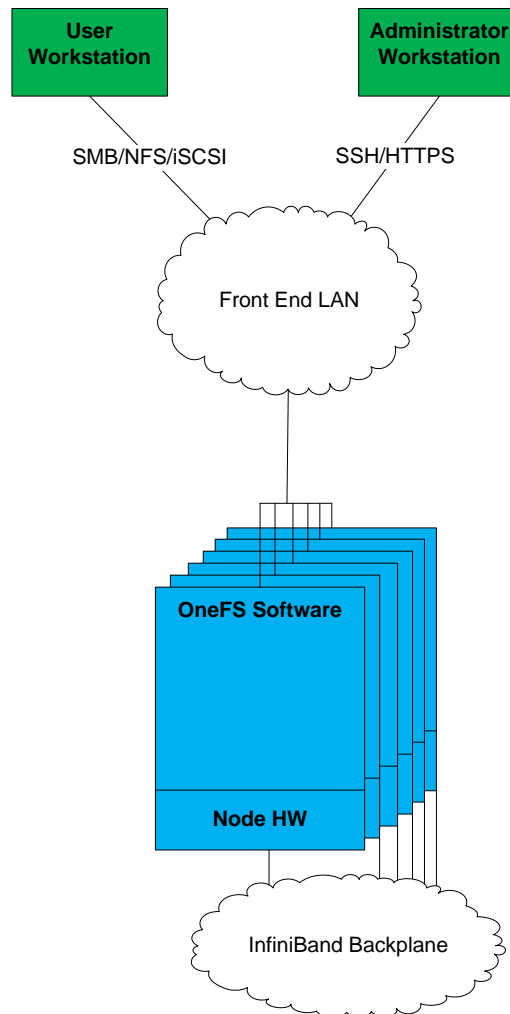 User
Workstation
Administrator
Workstation
SMB/NFS/iSCSI
SSH/HTTPS
Front End LAN
OneFS Software
Node HW
InfiniBand Backplane